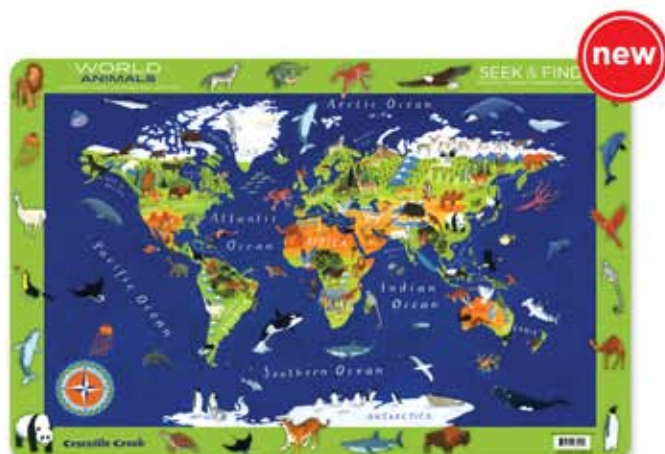 new
WORLD
ANIMALS
SEEK & FIND
Arctic Ocean
Atlantic
Ocean
AFRICA
Pacific Ocean
Indian
Ocean
Southern Ocean
ANTARCTICA
Crocodile Creek